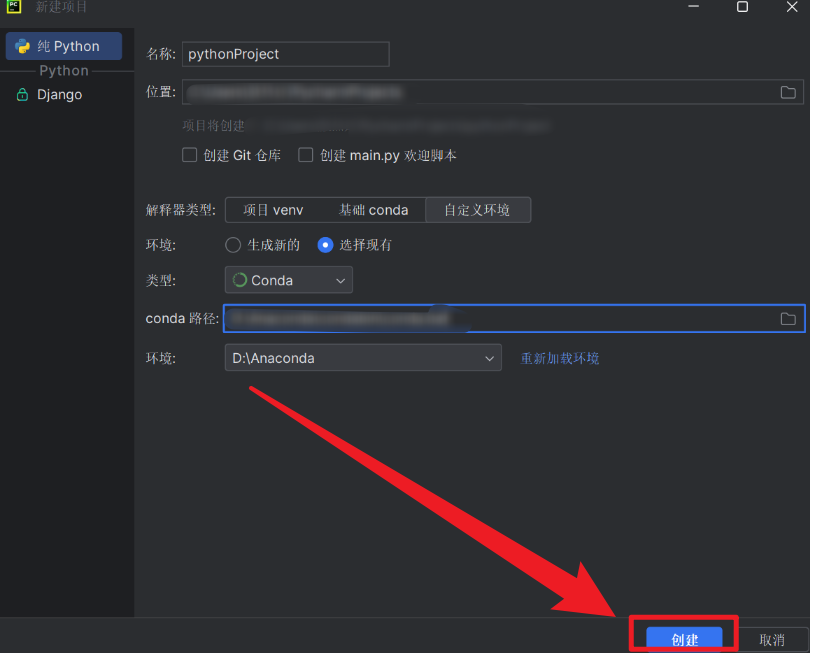 PC 新建项目
纯 Python
Python
Django
名称: pythonProject
位置:
项目将创建
创建 Git 仓库 创建 main.py 欢迎脚本
解释器类型: 项目 venv 基础 conda 自定义环境
环境: 生成新的 选择现有
类型: Conda
conda 路径:
环境: D:\Anaconda 重新加载环境
创建 取消